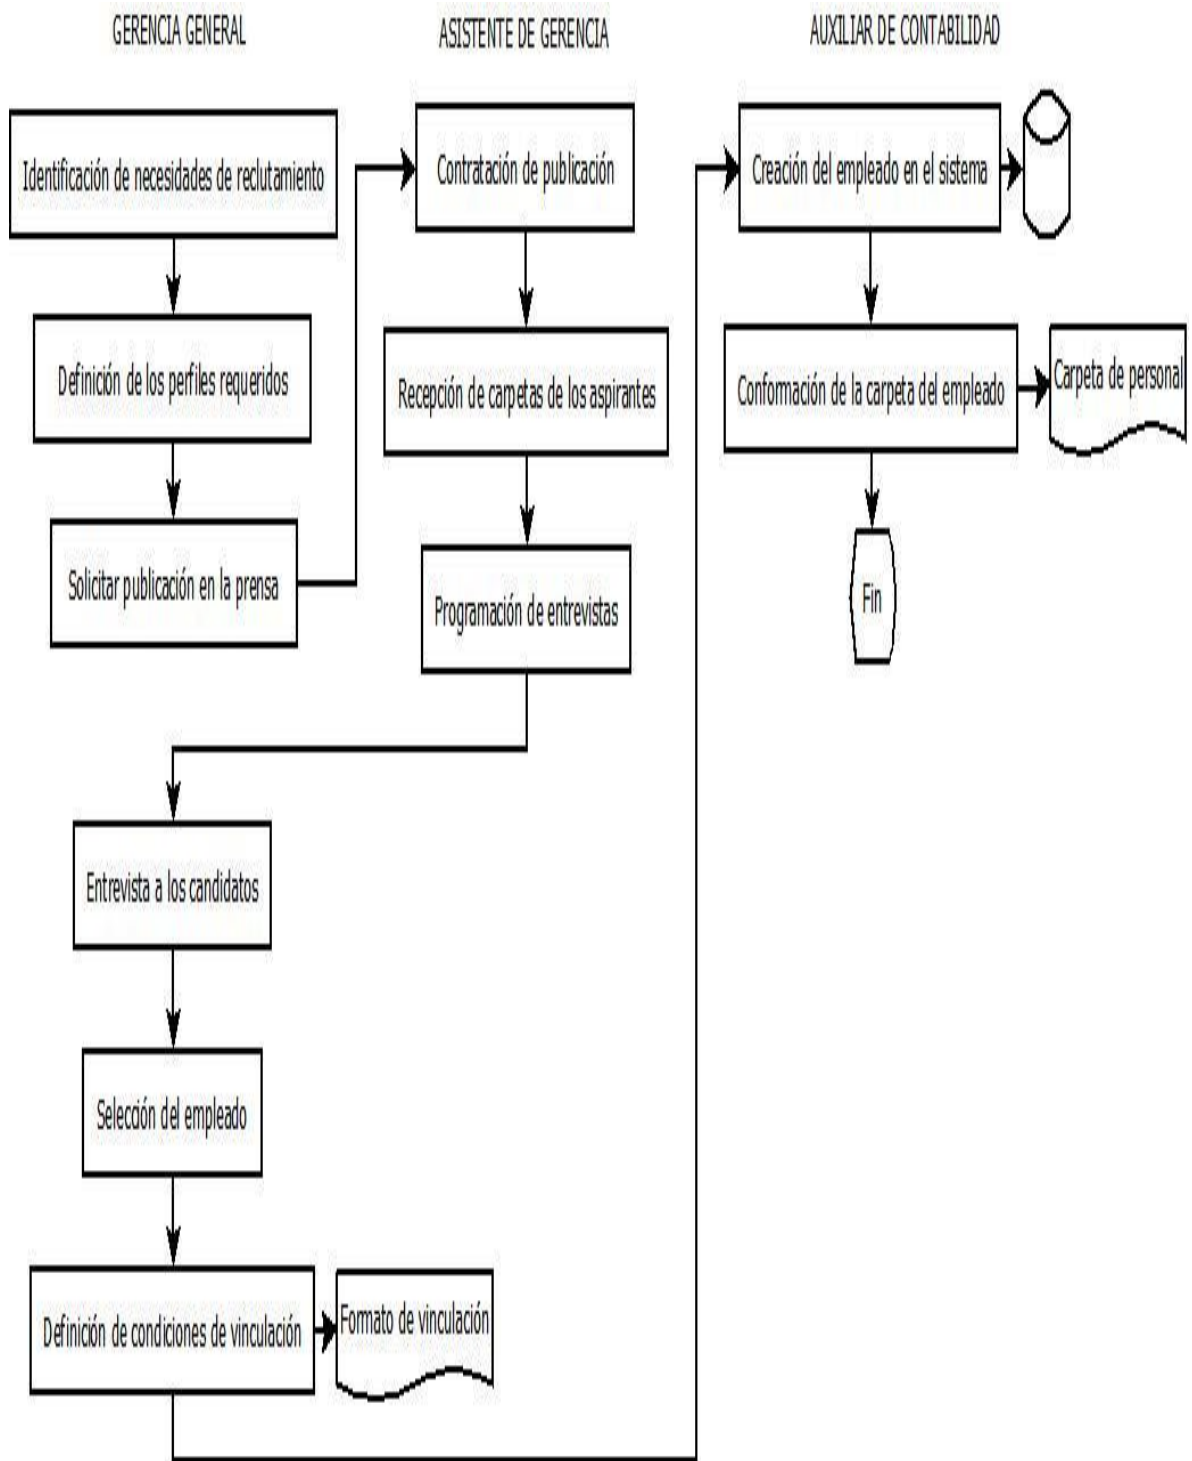 GERENCIA GENERAL
ASISTENTE DE GERENCIA
AUXILIAR DE CONTABILIDAD
Identificación de necesidades de reclutamiento
Definición de los perfiles requeridos
Solicitar publicación en la prensa
Contratación de publicación
Recepción de carpetas de los aspirantes
Programación de entrevistas
Entrevista a los candidatos
Selección del empleado
Definición de condiciones de vinculación
Formato de vinculación
Creación del empleado en el sistema
Conformación de la carpeta del empleado
Carpeta de personal
Fin